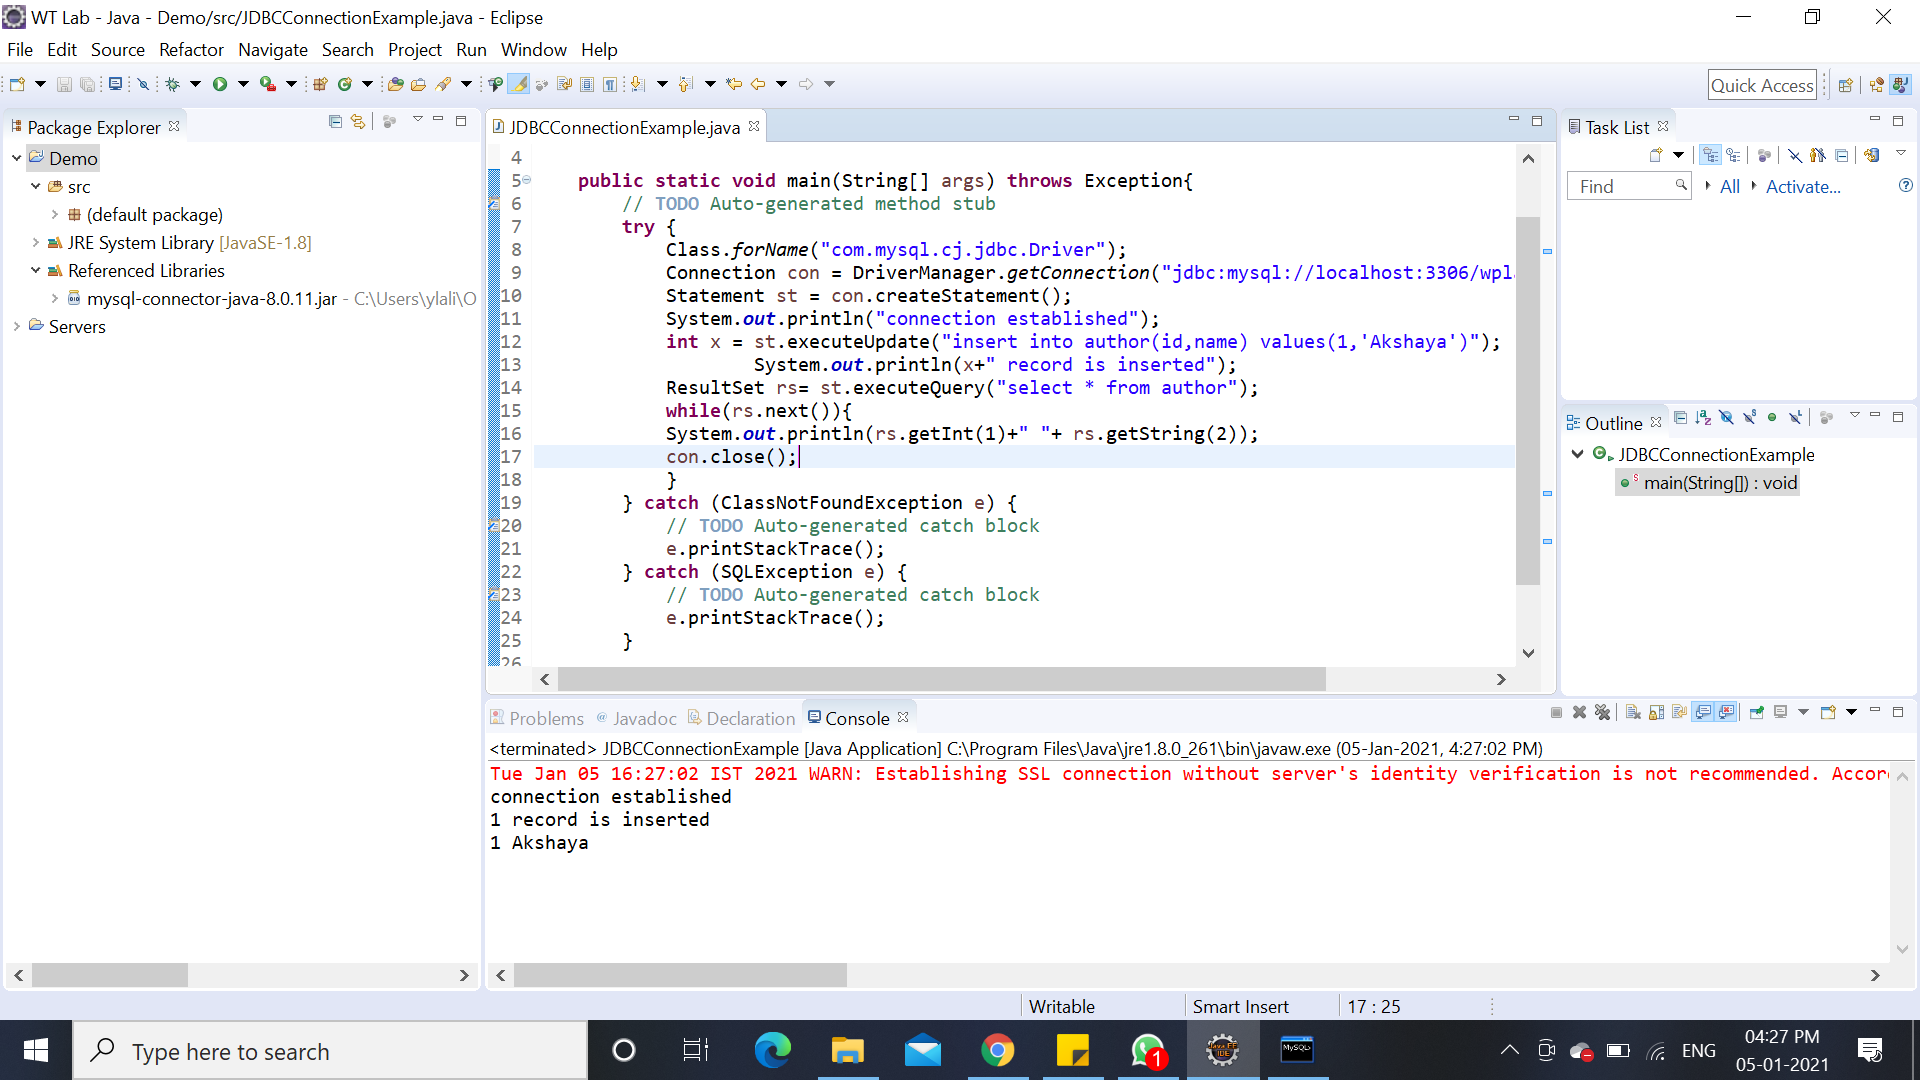 WT Lab - Java - Demo/src/JDBCConnectionExample.java - Eclipse
File Edit Source Refactor Navigate Search Project Run Window Help
Quick Access
Package Explorer
Demo
src
(default package)
JRE System Library [JavaSE-1.8]
Referenced Libraries
mysql-connector-java-8.0.11.jar - C:\Users\ylali\O
Servers
JDBCConnectionExample.java
4
5 public static void main(String[] args) throws Exception{
6 // TODO Auto-generated method stub
7 try {
8 Class.forName("com.mysql.cj.jdbc.Driver");
9 Connection con = DriverManager.getConnection("jdbc:mysql://localhost:3306/wpl
10 Statement st = con.createStatement();
11 System.out.println("connection established");
12 int x = st.executeUpdate("insert into author(id,name) values(1,'Akshaya')");
13 System.out.println(x+" record is inserted");
14 ResultSet rs= st.executeQuery("select * from author");
15 while(rs.next()){
16 System.out.println(rs.getInt(1)+" "+ rs.getString(2));
17 con.close();
18 }
19 } catch (ClassNotFoundException e) {
20 // TODO Auto-generated catch block
21 e.printStackTrace();
22 } catch (SQLException e) {
23 // TODO Auto-generated catch block
24 e.printStackTrace();
25 }
26
Task List
Find All Activate...
Outline
JDBCConnectionExample
main(String[]) : void
Problems @ Javadoc Declaration Console
<terminated> JDBCConnectionExample [Java Application] C:\Program Files\Java\jre1.8.0_261\bin\javaw.exe (05-Jan-2021, 4:27:02 PM)
Tue Jan 05 16:27:02 IST 2021 WARN: Establishing SSL connection without server's identity verification is not recommended. Accor
connection established
1 record is inserted
1 Akshaya
Writable Smart Insert 17 : 25
Type here to search
1
Java EE
IDE
MySQL
ENG
04:27 PM
05-01-2021